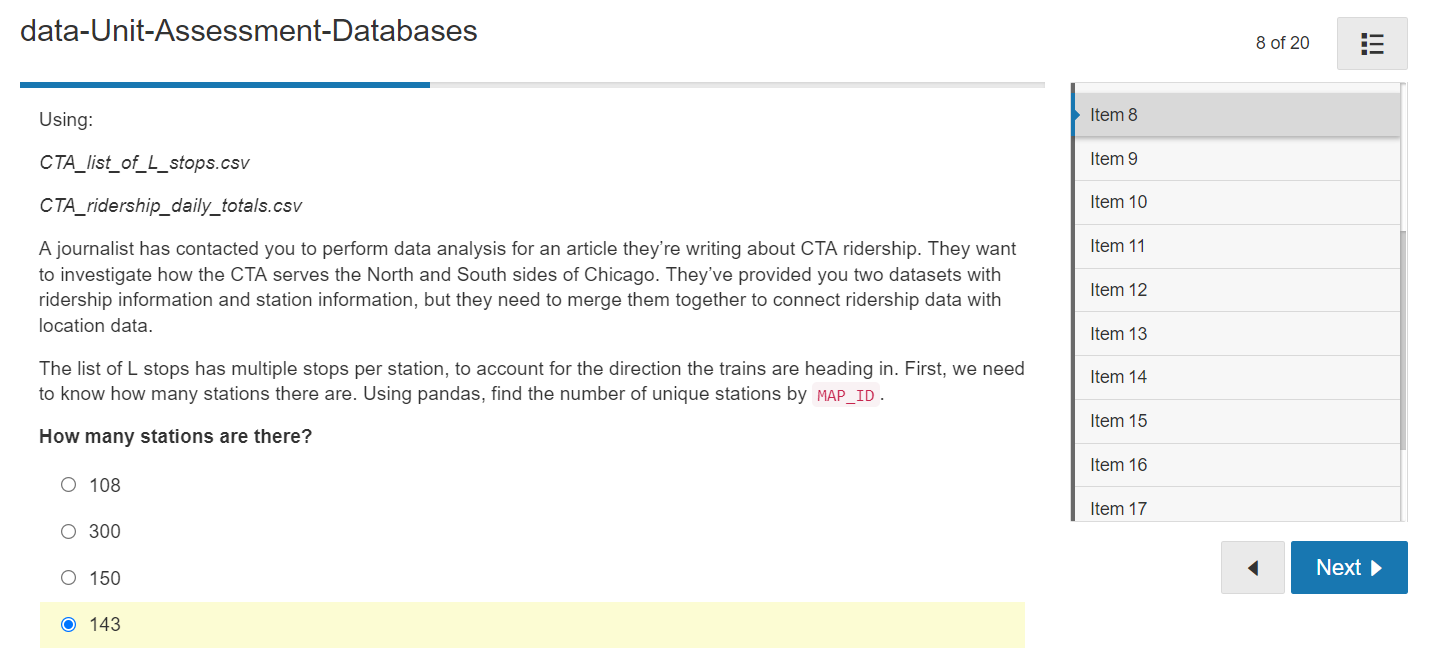 data-Unit-Assessment-Databases
8 of 20
Using:
CTA_list_of_L_stops.csv
CTA_ridership_daily_totals.csv
A journalist has contacted you to perform data analysis for an article they’re writing about CTA ridership. They want
to investigate how the CTA serves the North and South sides of Chicago. They’ve provided you two datasets with
ridership information and station information, but they need to merge them together to connect ridership data with
location data.
The list of L stops has multiple stops per station, to account for the direction the trains are heading in. First, we need
to know how many stations there are. Using pandas, find the number of unique stations by MAP_ID.
How many stations are there?
108
300
150
143
Item 8
Item 9
Item 10
Item 11
Item 12
Item 13
Item 14
Item 15
Item 16
Item 17
Next